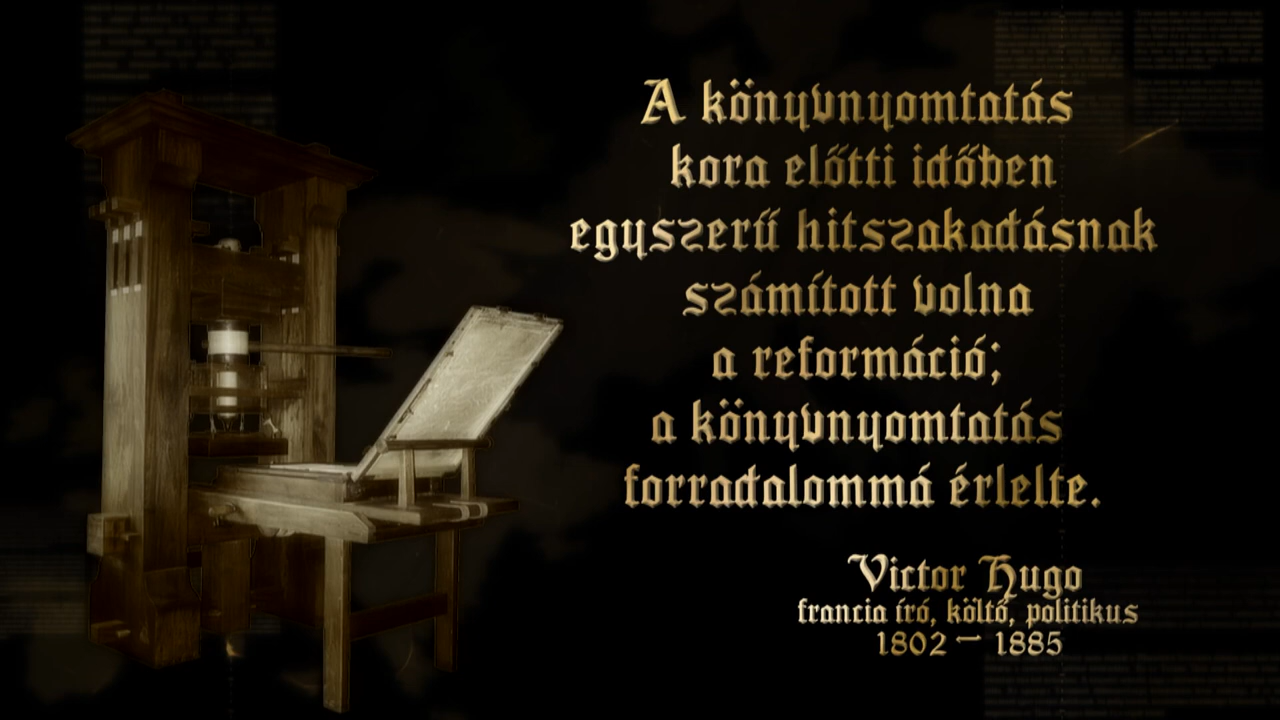 A könyvnyomtatás
kora előtti időben
egyszerű hitszakadásnak
számított volna
a reformáció;
a könyvnyomtatás
forradalommá érlelte.
Victor Hugo
francia író, költő, politikus
1802 – 1885